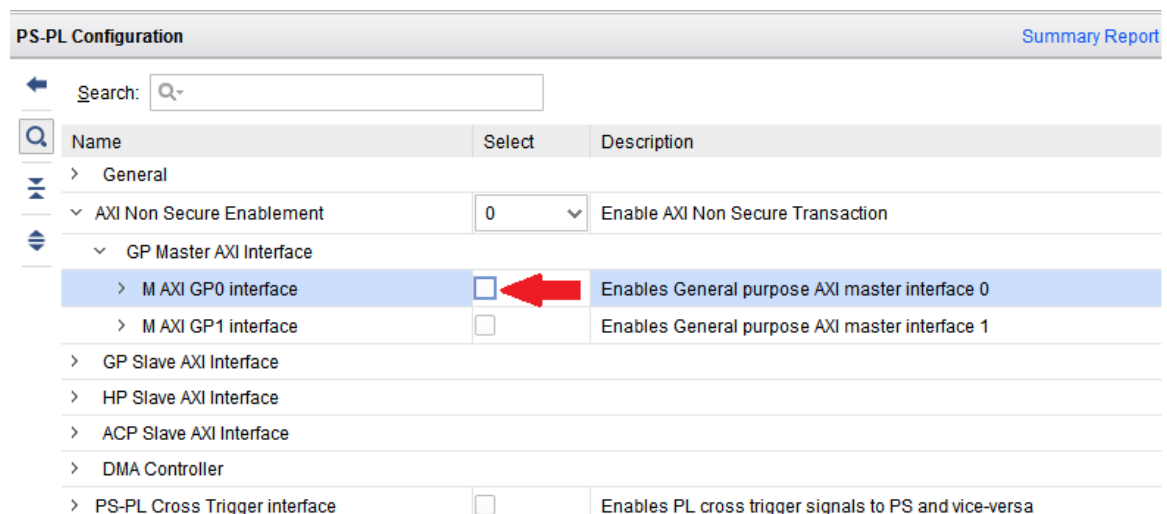 PS-PL Configuration Summary Report
Search:
Name Select Description
General
AXI Non Secure Enablement 0 Enable AXI Non Secure Transaction
GP Master AXI Interface
M AXI GP0 interface Enables General purpose AXI master interface 0
M AXI GP1 interface Enables General purpose AXI master interface 1
GP Slave AXI Interface
HP Slave AXI Interface
ACP Slave AXI Interface
DMA Controller
PS-PL Cross Trigger interface Enables PL cross trigger signals to PS and vice-versa